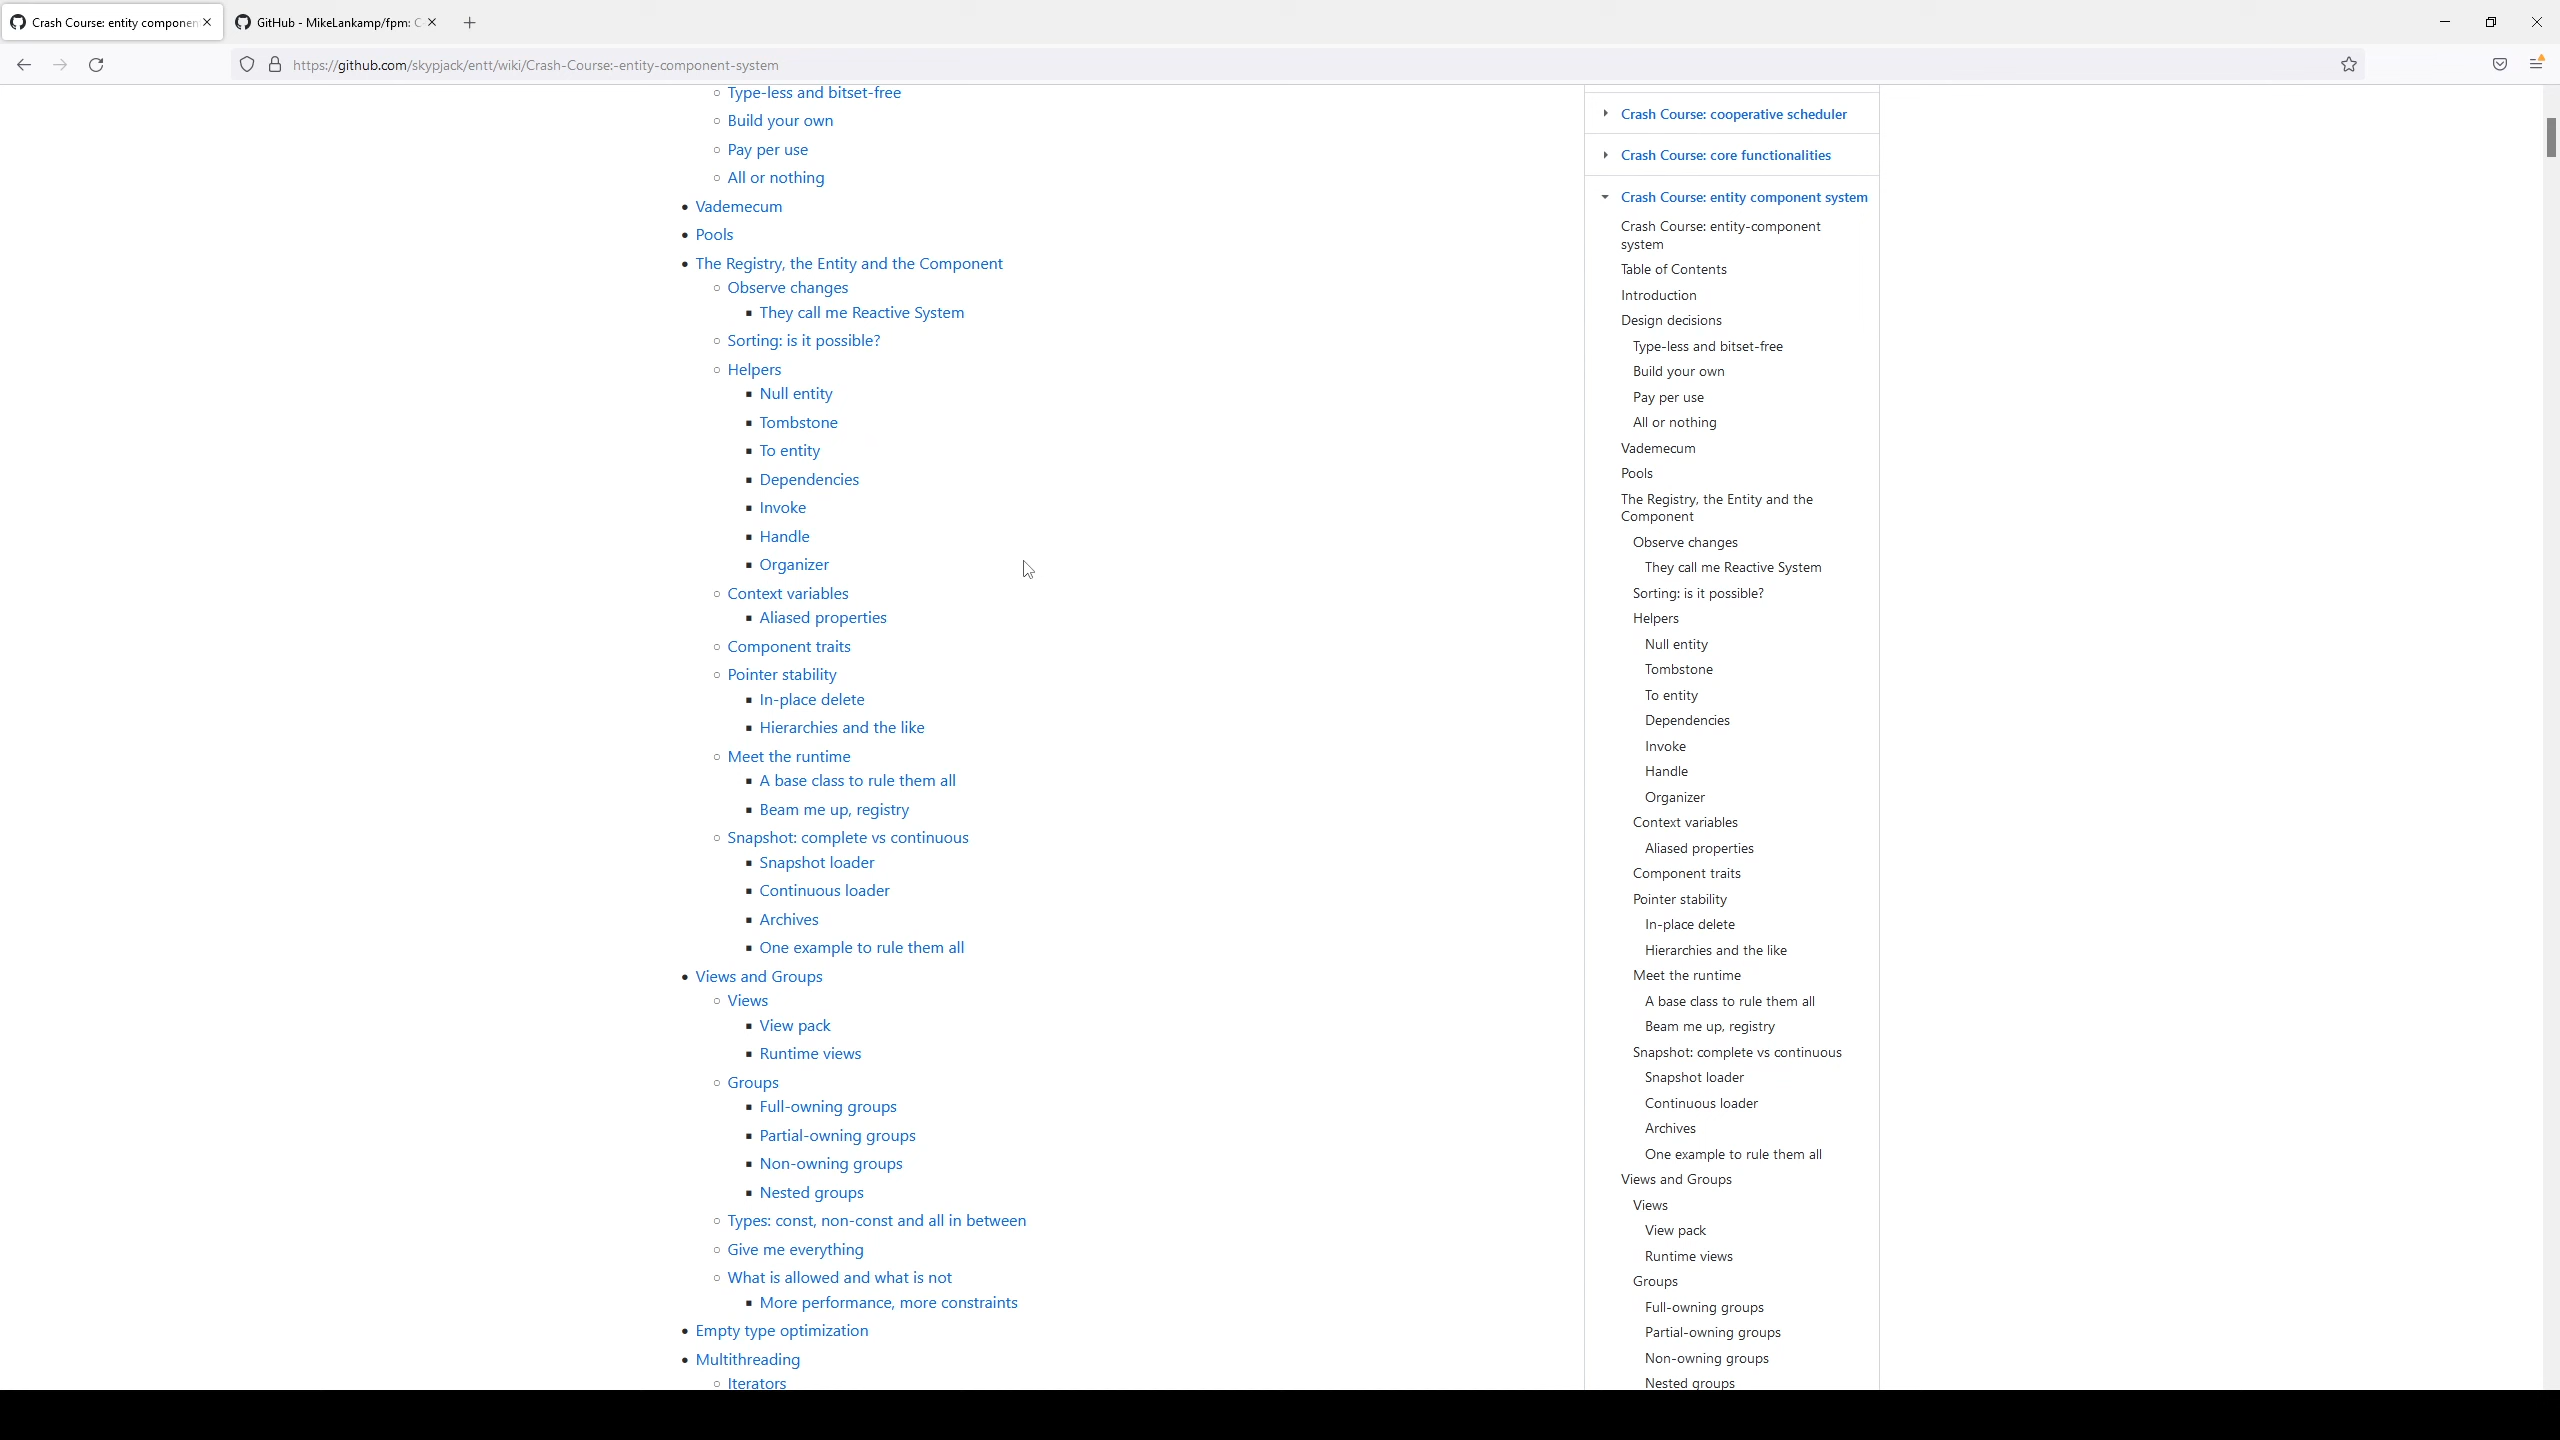 Crash Course: entity componen
GitHub - MikeLankamp/fpm: C
https://github.com/skypjack/entt/wiki/Crash-Course:-entity-component-system
Type-less and bitset-free
Build your own
Pay per use
All or nothing
Vademecum
Pools
The Registry, the Entity and the Component
Observe changes
They call me Reactive System
Sorting: is it possible?
Helpers
Null entity
Tombstone
To entity
Dependencies
Invoke
Handle
Organizer
Context variables
Aliased properties
Component traits
Pointer stability
In-place delete
Hierarchies and the like
Meet the runtime
A base class to rule them all
Beam me up, registry
Snapshot: complete vs continuous
Snapshot loader
Continuous loader
Archives
One example to rule them all
Views and Groups
Views
View pack
Runtime views
Groups
Full-owning groups
Partial-owning groups
Non-owning groups
Nested groups
Types: const, non-const and all in between
Give me everything
What is allowed and what is not
More performance, more constraints
Empty type optimization
Multithreading
Iterators
Crash Course: cooperative scheduler
Crash Course: core functionalities
Crash Course: entity component system
Crash Course: entity-component
system
Table of Contents
Introduction
Design decisions
Type-less and bitset-free
Build your own
Pay per use
All or nothing
Vademecum
Pools
The Registry, the Entity and the
Component
Observe changes
They call me Reactive System
Sorting: is it possible?
Helpers
Null entity
Tombstone
To entity
Dependencies
Invoke
Handle
Organizer
Context variables
Aliased properties
Component traits
Pointer stability
In-place delete
Hierarchies and the like
Meet the runtime
A base class to rule them all
Beam me up, registry
Snapshot: complete vs continuous
Snapshot loader
Continuous loader
Archives
One example to rule them all
Views and Groups
Views
View pack
Runtime views
Groups
Full-owning groups
Partial-owning groups
Non-owning groups
Nested groups